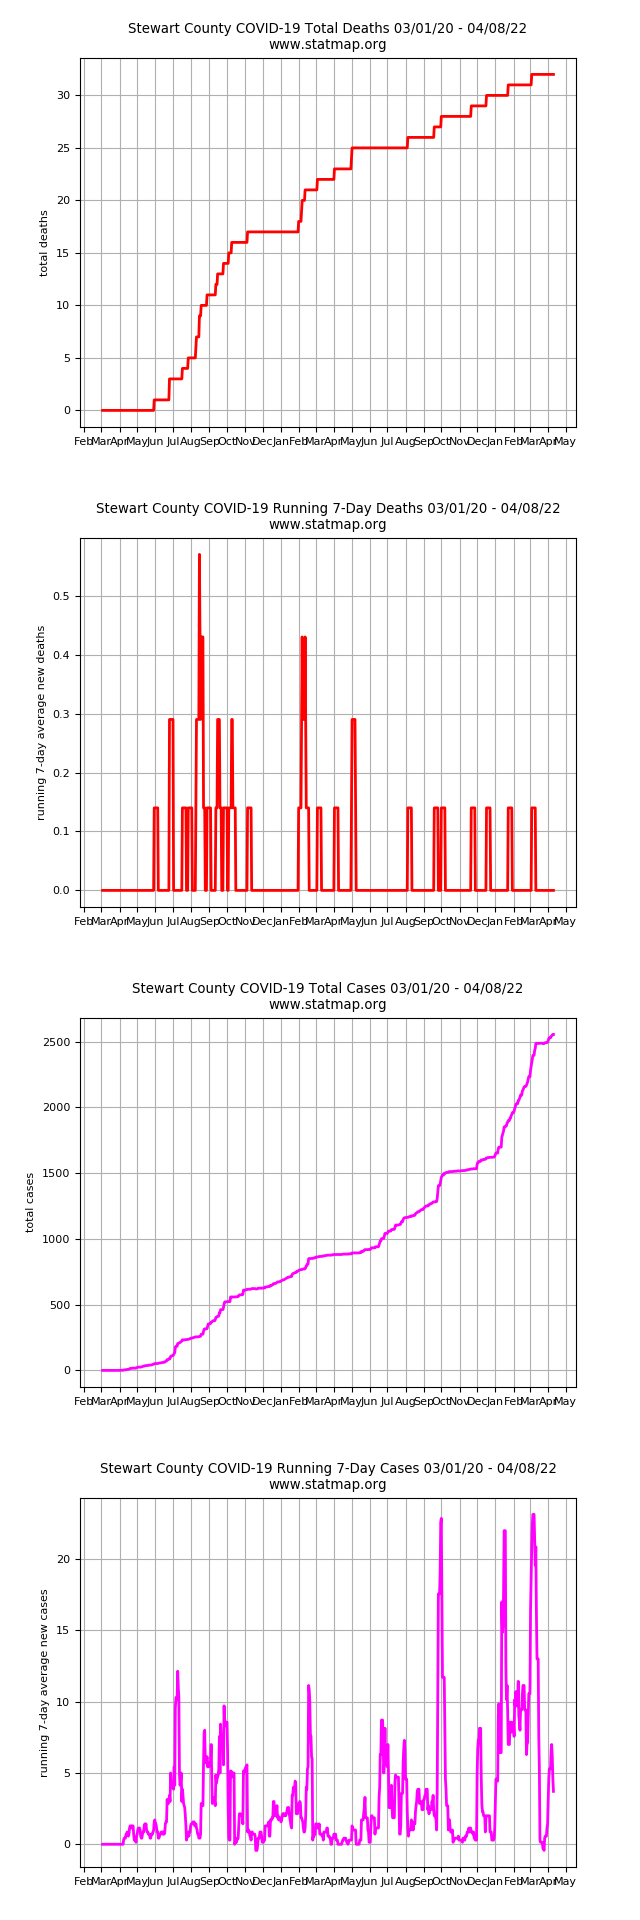 Stewart County COVID-19 Total Deaths 03/01/20 - 04/08/22
www.statmap.org
30
25
20
15
10
5
0
total deaths
Feb Mar Apr May Jun Jul Aug Sep Oct Nov Dec Jan Feb Mar Apr May Jun Jul Aug Sep Oct Nov Dec Jan Feb Mar Apr May
Stewart County COVID-19 Running 7-Day Deaths 03/01/20 - 04/08/22
www.statmap.org
0.5
0.4
0.3
0.2
0.1
0.0
running 7-day average new deaths
Feb Mar Apr May Jun Jul Aug Sep Oct Nov Dec Jan Feb Mar Apr May Jun Jul Aug Sep Oct Nov Dec Jan Feb Mar Apr May
Stewart County COVID-19 Total Cases 03/01/20 - 04/08/22
www.statmap.org
2500
2000
1500
1000
500
0
total cases
Feb Mar Apr May Jun Jul Aug Sep Oct Nov Dec Jan Feb Mar Apr May Jun Jul Aug Sep Oct Nov Dec Jan Feb Mar Apr May
Stewart County COVID-19 Running 7-Day Cases 03/01/20 - 04/08/22
www.statmap.org
20
15
10
5
0
running 7-day average new cases
Feb Mar Apr May Jun Jul Aug Sep Oct Nov Dec Jan Feb Mar Apr May Jun Jul Aug Sep Oct Nov Dec Jan Feb Mar Apr May